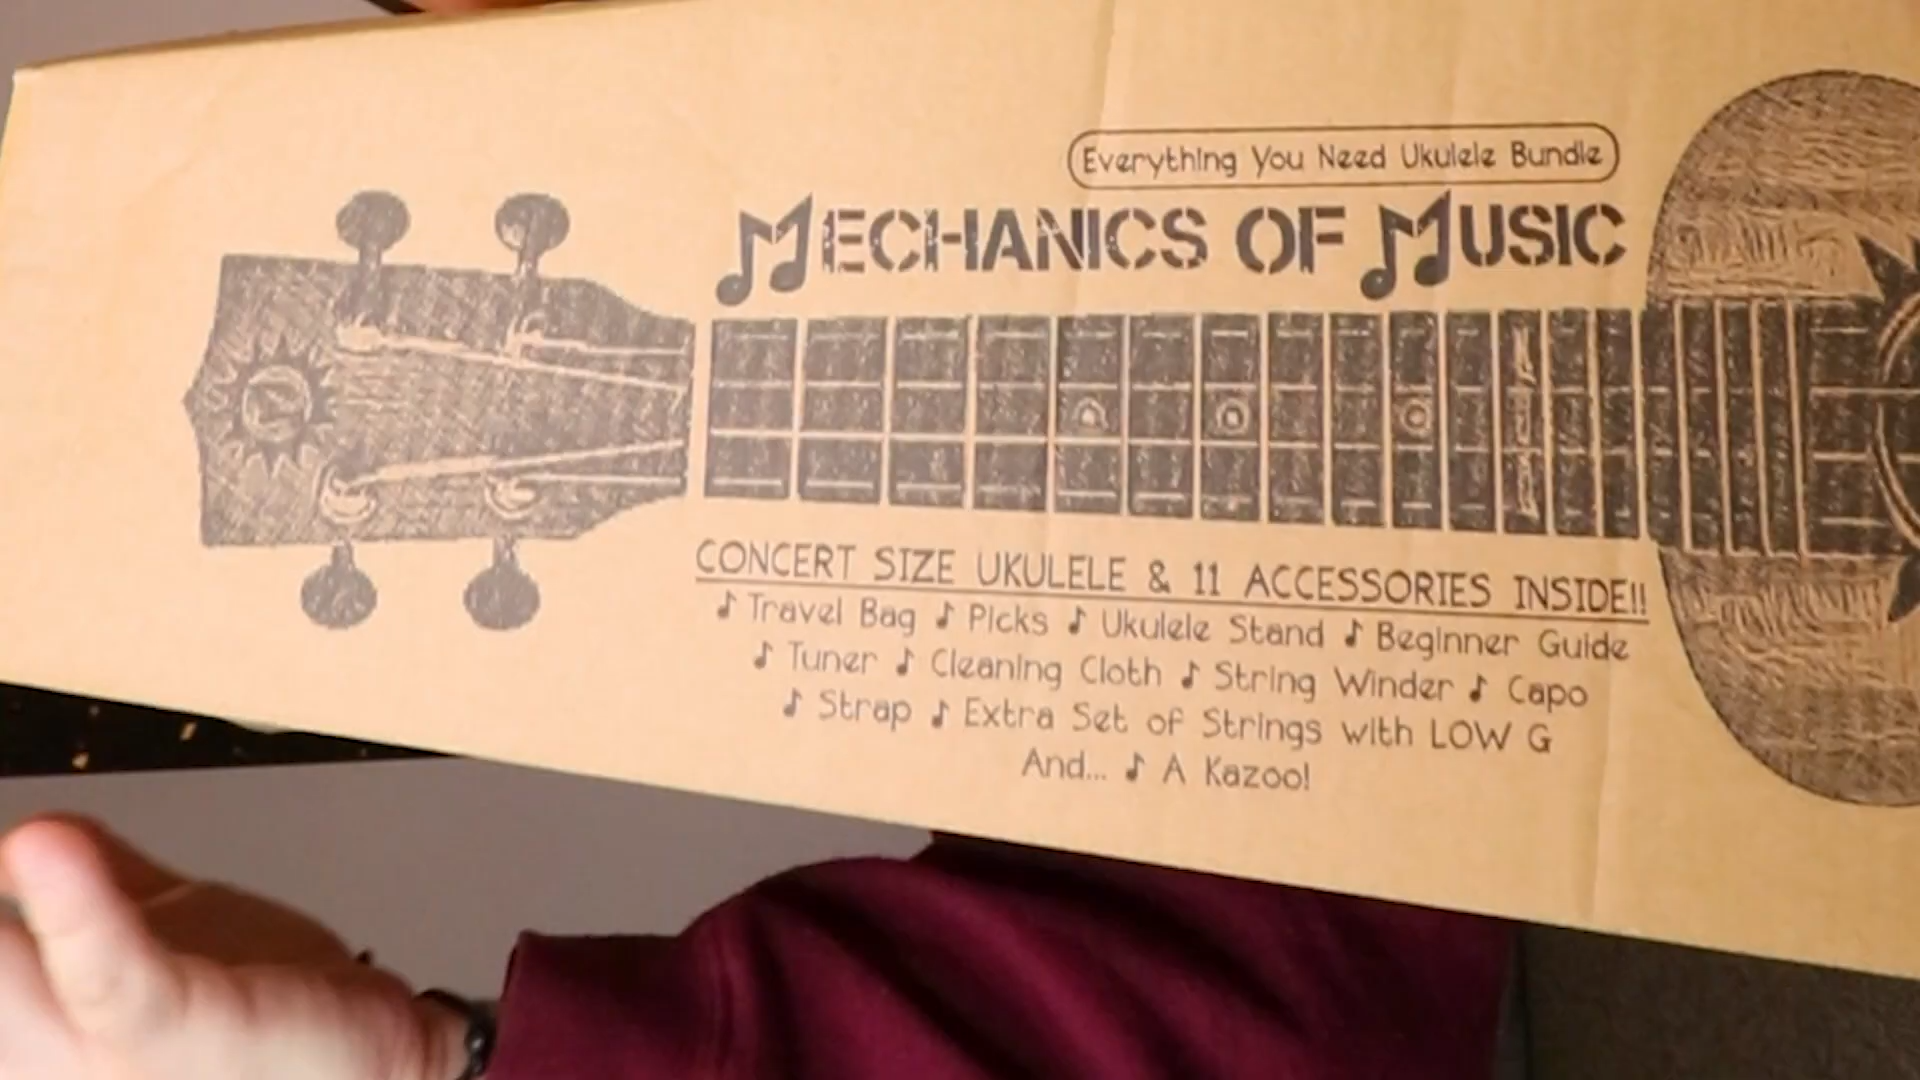 Everything You Need Ukulele Bundle
MECHANICS OF MUSIC
CONCERT SIZE UKULELE & 11 ACCESSORIES INSIDE!!
♪ Travel Bag ♪ Picks ♪ Ukulele Stand ♪ Beginner Guide
♪ Tuner ♪ Cleaning Cloth ♪ String Winder ♪ Capo
♪ Strap ♪ Extra Set of Strings with LOW G
And... ♪ A Kazoo!